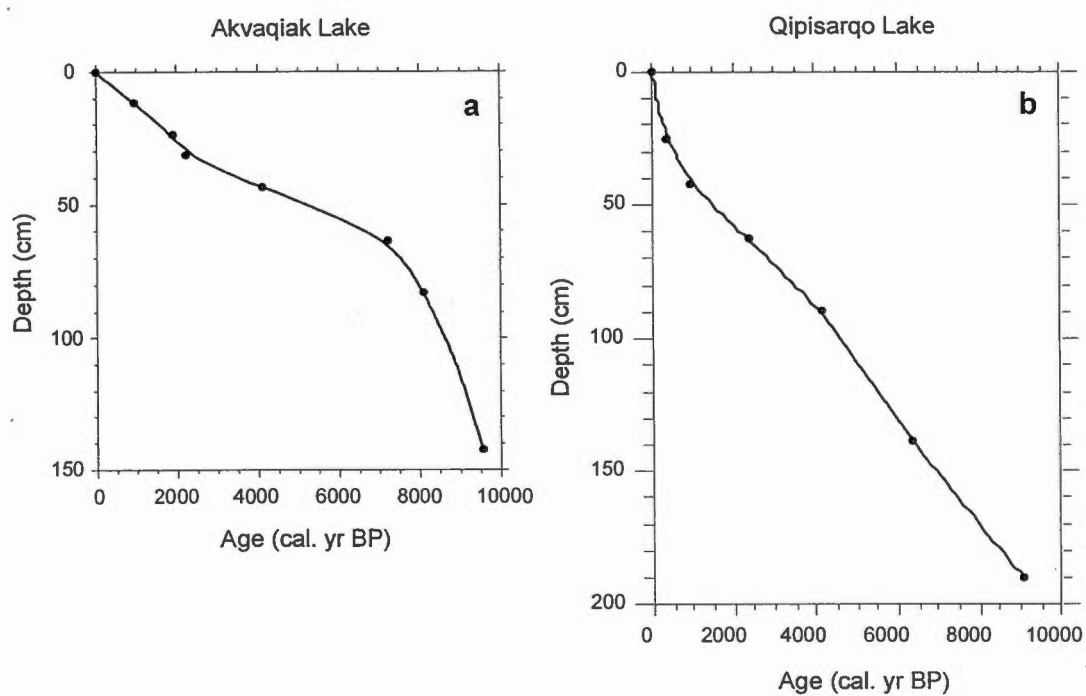 Akvaqiak Lake
a
0
50
100
150
Depth (cm)
0 2000 4000 6000 8000 10000
Age (cal. yr BP)
Qipisarqo Lake
b
0
50
100
150
200
Depth (cm)
0 2000 4000 6000 8000 10000
Age (cal. yr BP)